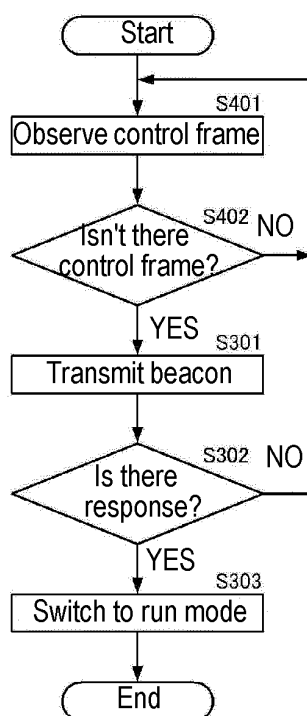 Start
S401
Observe control frame
S402
NO
Isn't there
control frame?
YES
S301
Transmit beacon
S302
NO
Is there
response?
YES
S303
Switch to run mode
End